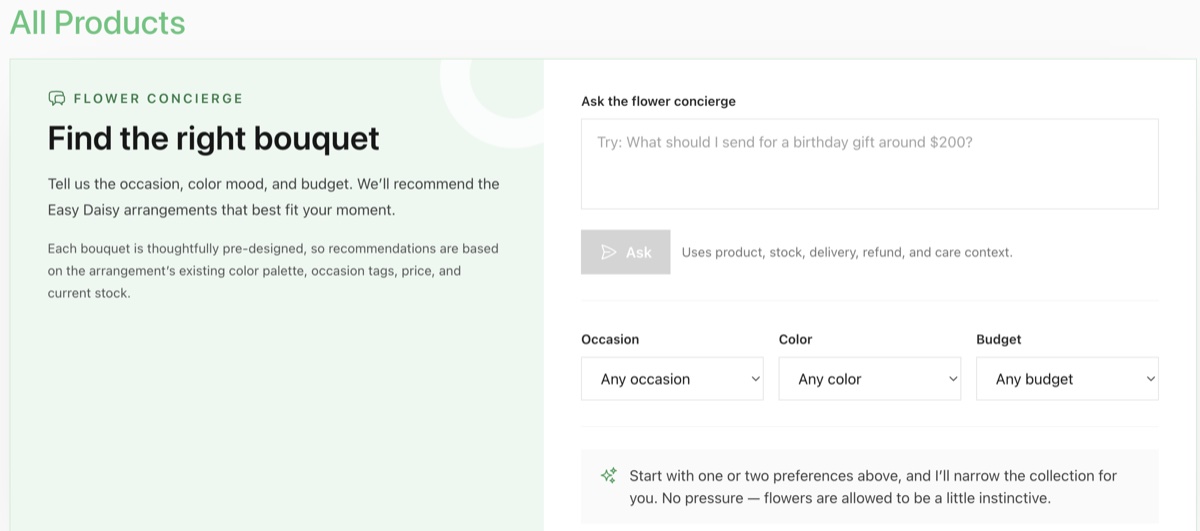 All Products
FLOWER CONCIERGE
Find the right bouquet
Tell us the occasion, color mood, and budget. We’ll recommend the
Easy Daisy arrangements that best fit your moment.
Each bouquet is thoughtfully pre-designed, so recommendations are based
on the arrangement’s existing color palette, occasion tags, price, and
current stock.
Ask the flower concierge
Try: What should I send for a birthday gift around $200?
Ask
Uses product, stock, delivery, refund, and care context.
Occasion
Color
Budget
Any occasion
Any color
Any budget
Start with one or two preferences above, and I’ll narrow the collection for
you. No pressure — flowers are allowed to be a little instinctive.